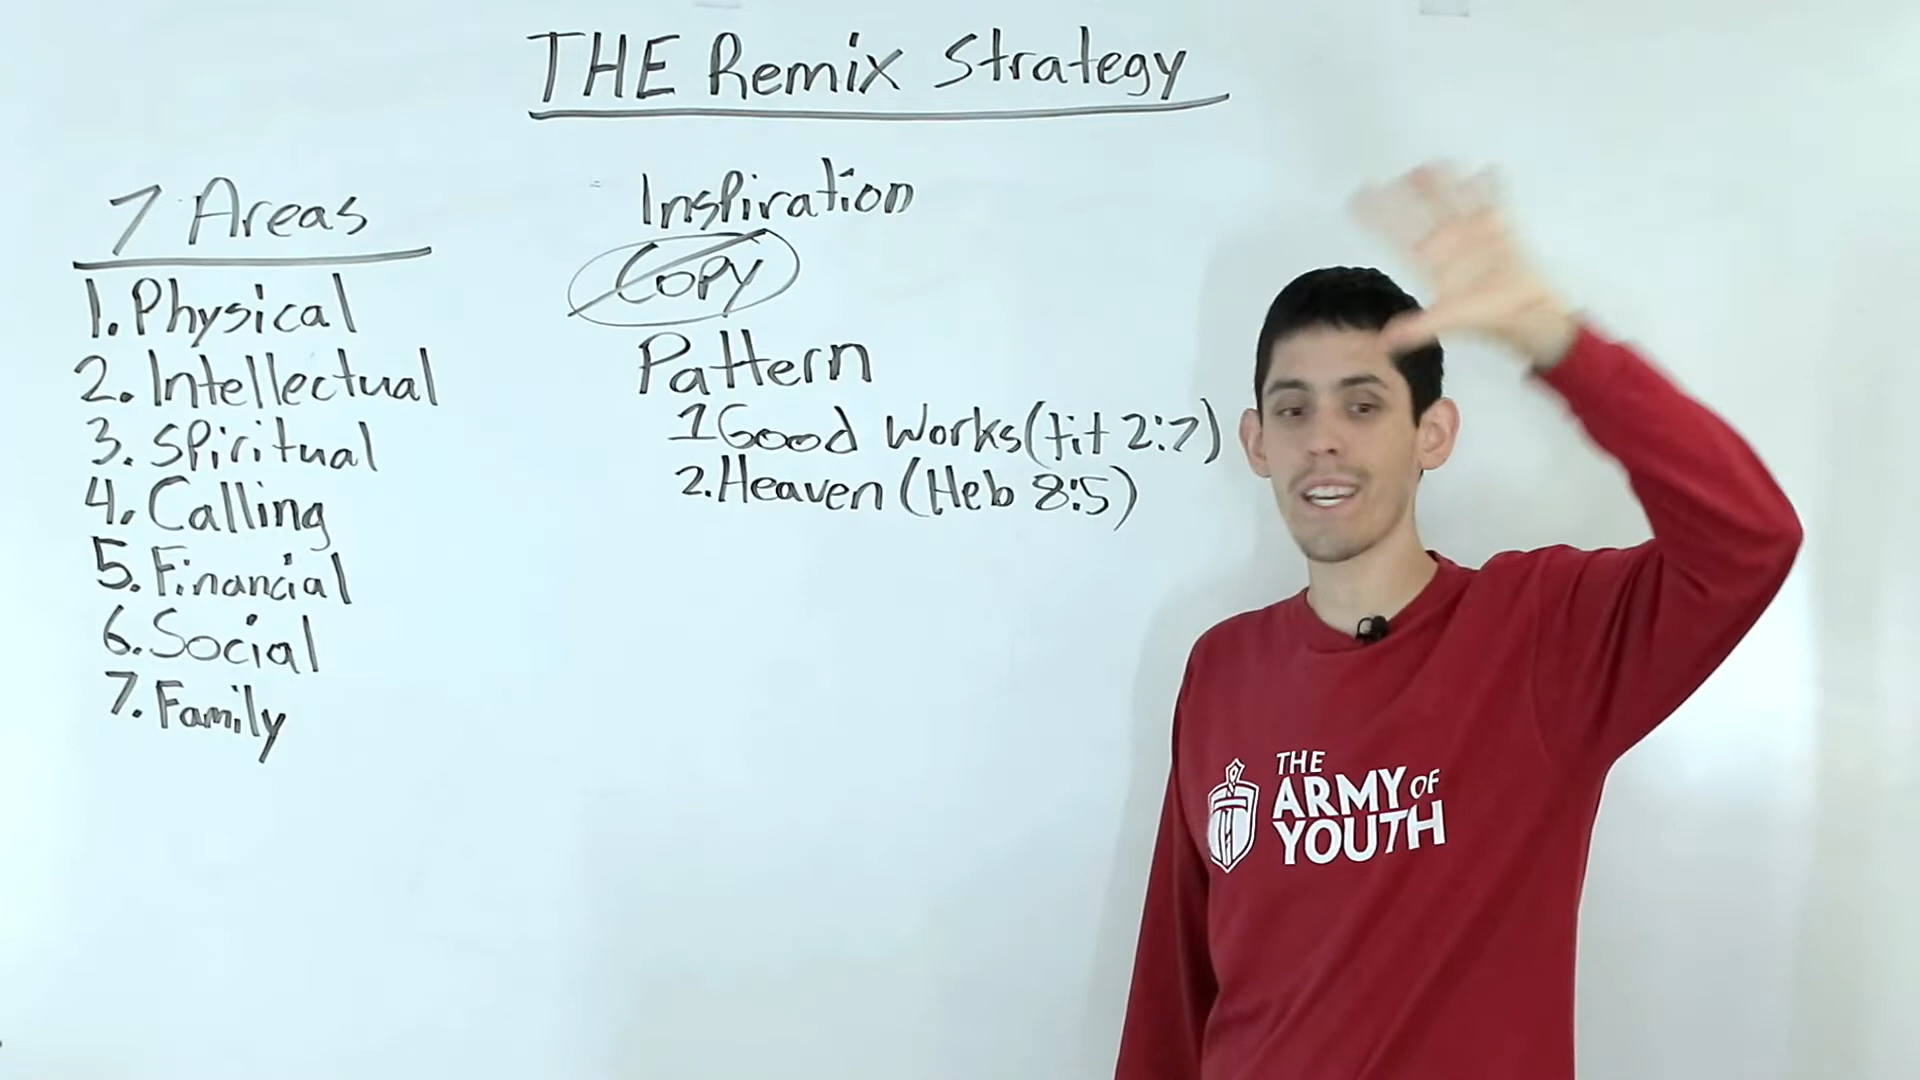 THE Remix Strategy
7 Areas
1. Physical
2. Intellectual
3. Spiritual
4. Calling
5. Financial
6. Social
7. Family
Inspiration
Copy
Pattern
1 Good Works (tit 2:7)
2. Heaven (Heb 8:5)
THE
ARMY OF
YOUTH